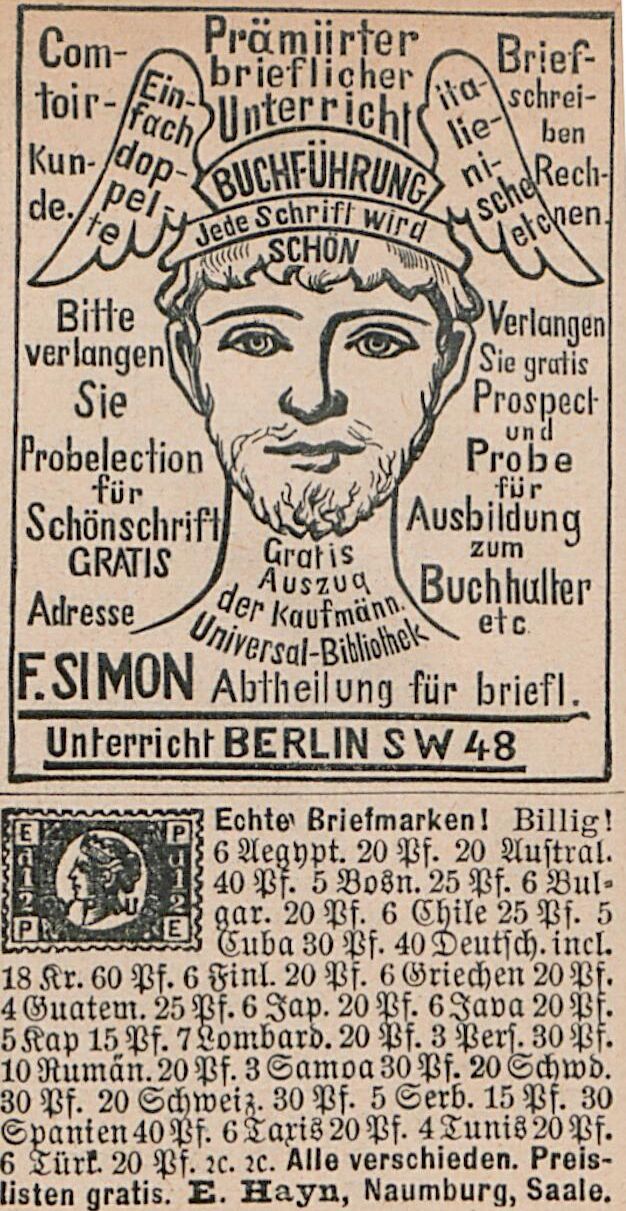 Prämiirter
brieflicher
Unterricht
Com-
toir-
Kun-
de.
Ein-
fach
dop-
pel-
te
BUCHFÜHRUNG
ita-
lie-
ni-
sche
etc
Brief-
schrei-
ben
Rech-
nen.
Jede Schrift wird
SCHÖN
Bitte
verlangen
Sie
Probelection
für
Schönschrift
GRATIS
Adresse
Verlangen
Sie gratis
Prospect
und
Probe
für
Ausbildung
zum
Buchhalter
etc
Gratis
Auszug
der Kaufmänn.
Universal-Bibliothek
F. SIMON Abtheilung für briefl.
Unterricht BERLIN SW 48
Echte Briefmarken! Billig!
6 Aegypt. 20 Pf. 20 Austral.
40 Pf. 5 Bosn. 25 Pf. 6 Bul-
gar. 20 Pf. 6 Chile 25 Pf. 5
Cuba 30 Pf. 40 Deutsch. incl.
18 Kr. 60 Pf. 6 Finl. 20 Pf. 6 Griechen 20 Pf.
4 Guatem. 25 Pf. 6 Jap. 20 Pf. 6 Java 20 Pf.
5 Kap 15 Pf. 7 Lombard. 20 Pf. 3 Pers. 30 Pf.
10 Rumän. 20 Pf. 3 Samoa 30 Pf. 20 Schwd.
30 Pf. 20 Schweiz. 30 Pf. 5 Serb. 15 Pf. 30
Spanien 40 Pf. 6 Taxis 20 Pf. 4 Tunis 20 Pf.
6 Türk. 20 Pf. ꝛc. ꝛc. Alle verschieden. Preis-
listen gratis. E. Hayn, Naumburg, Saale.